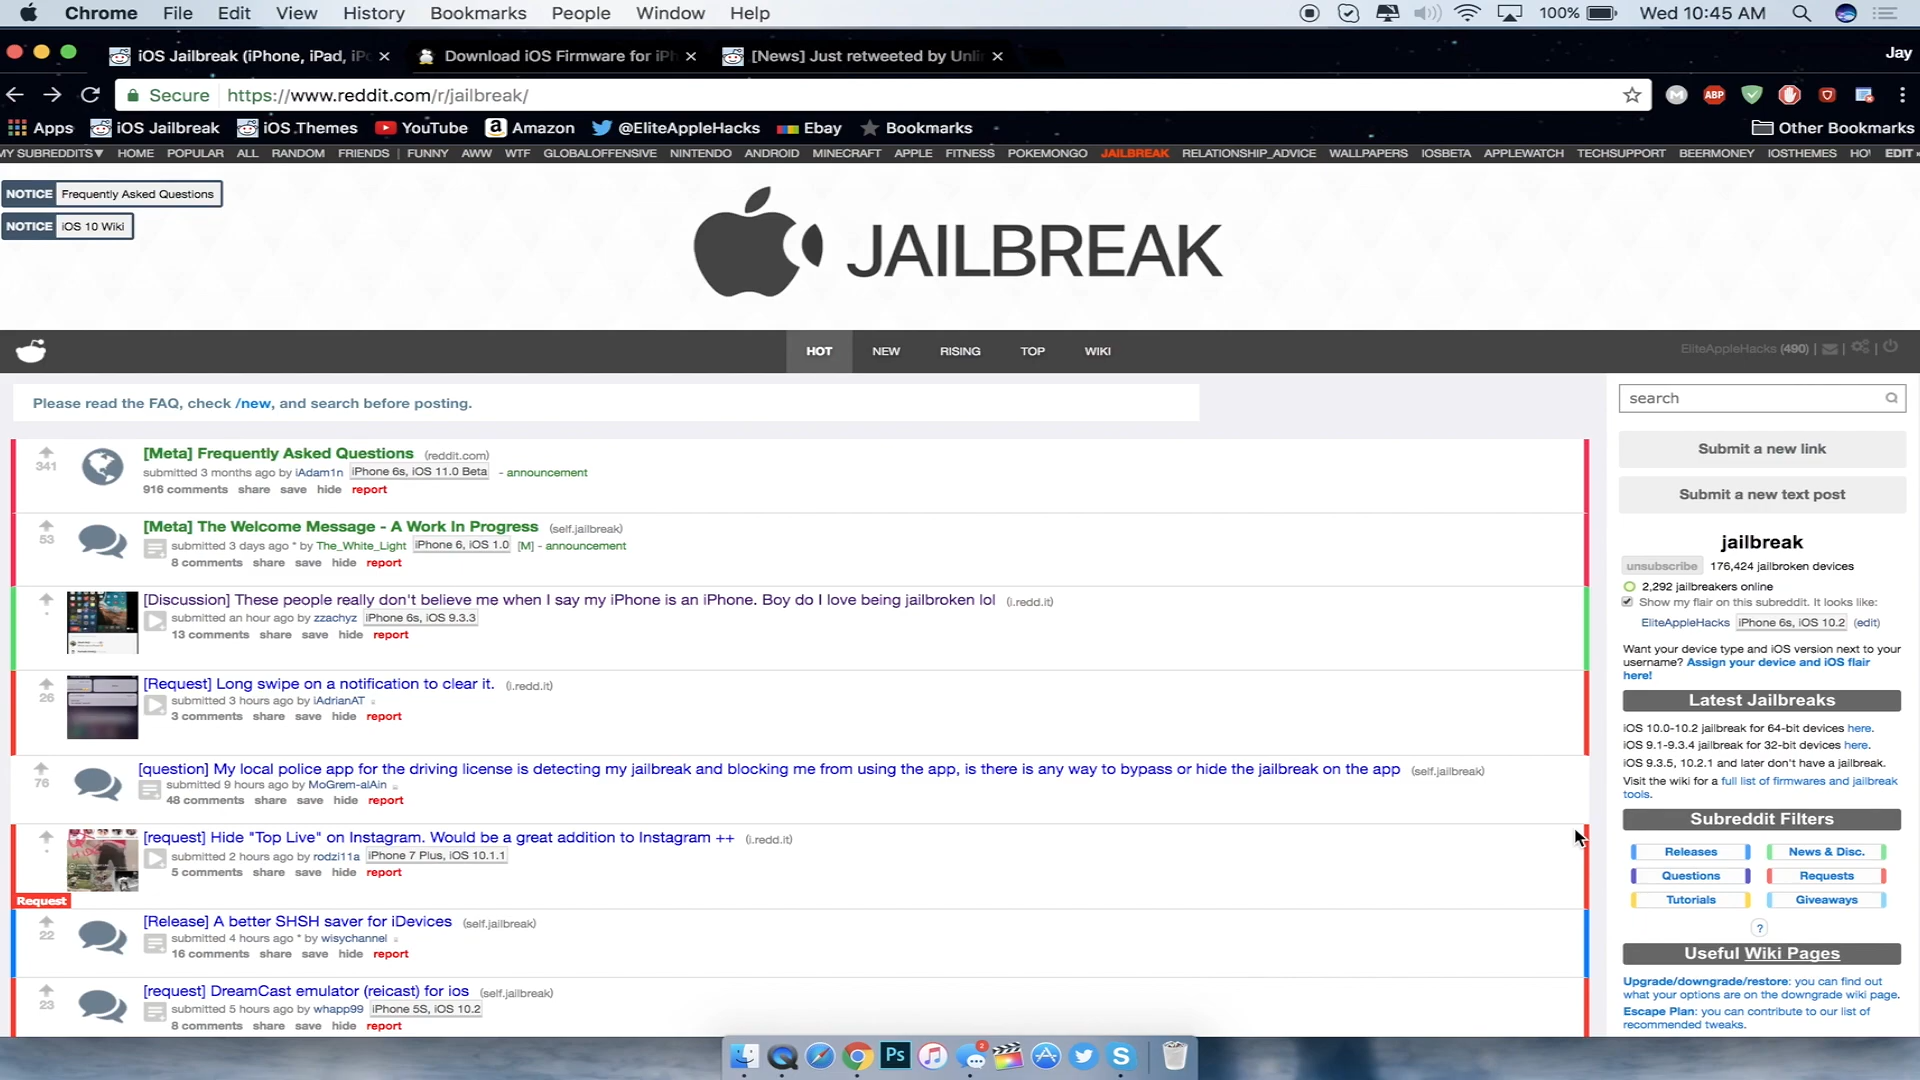 Chrome File Edit View History Bookmarks People Window Help 100% Wed 10:45 AM
iOS Jailbreak (iPhone, iPad, iPo Download iOS Firmware for iPh [News] Just retweeted by Unli Jay
Secure https://www.reddit.com/r/jailbreak/ ABP
Apps iOS Jailbreak iOS Themes YouTube Amazon @EliteAppleHacks Ebay Bookmarks Other Bookmarks
MY SUBREDDITS HOME POPULAR ALL RANDOM FRIENDS | FUNNY AWW WTF GLOBALOFFENSIVE NINTENDO ANDROID MINECRAFT APPLE FITNESS POKEMONGO JAILBREAK RELATIONSHIP_ADVICE WALLPAPERS IOSBETA APPLEWATCH TECHSUPPORT BEERMONEY IOSTHEMES EDIT »
NOTICE Frequently Asked Questions
NOTICE iOS 10 Wiki
JAILBREAK
HOT NEW RISING TOP WIKI
EliteAppleHacks (490) | | |
Please read the FAQ, check /new, and search before posting.
341
[Meta] Frequently Asked Questions (reddit.com)
submitted 3 months ago by iAdam1n iPhone 6s, iOS 11.0 Beta - announcement
916 comments share save hide report
53
[Meta] The Welcome Message - A Work In Progress (self.jailbreak)
submitted 3 days ago * by The_White_Light iPhone 6, iOS 1.0 [M] - announcement
8 comments share save hide report
•
[Discussion] These people really don't believe me when I say my iPhone is an iPhone. Boy do I love being jailbroken lol (i.redd.it)
submitted an hour ago by zzachyz iPhone 6s, iOS 9.3.3
13 comments share save hide report
26
[Request] Long swipe on a notification to clear it. (i.redd.it)
submitted 3 hours ago by iAdrianAT
3 comments share save hide report
76
[question] My local police app for the driving license is detecting my jailbreak and blocking me from using the app, is there is any way to bypass or hide the jailbreak on the app (self.jailbreak)
submitted 9 hours ago by MoGrem-alAin
48 comments share save hide report
•
[request] Hide "Top Live" on Instagram. Would be a great addition to Instagram ++ (i.redd.it)
submitted 2 hours ago by rodzi11a iPhone 7 Plus, iOS 10.1.1
5 comments share save hide report
Request
22
[Release] A better SHSH saver for iDevices (self.jailbreak)
submitted 4 hours ago * by wisychannel
16 comments share save hide report
23
[request] DreamCast emulator (reicast) for ios (self.jailbreak)
submitted 5 hours ago by whapp99 iPhone 5S, iOS 10.2
8 comments share save hide report
search
Submit a new link
Submit a new text post
jailbreak
unsubscribe 176,424 jailbroken devices
2,292 jailbreakers online
Show my flair on this subreddit. It looks like:
EliteAppleHacks iPhone 6s, iOS 10.2 (edit)
Want your device type and iOS version next to your
username? Assign your device and iOS flair
here!
Latest Jailbreaks
iOS 10.0-10.2 jailbreak for 64-bit devices here.
iOS 9.1-9.3.4 jailbreak for 32-bit devices here.
iOS 9.3.5, 10.2.1 and later don't have a jailbreak.
Visit the wiki for a full list of firmwares and jailbreak
tools.
Subreddit Filters
Releases News & Disc.
Questions Requests
Tutorials Giveaways
?
Useful Wiki Pages
Upgrade/downgrade/restore: you can find out
what your options are on the downgrade wiki page.
Escape Plan: you can contribute to our list of
recommended tweaks.
Ps 2